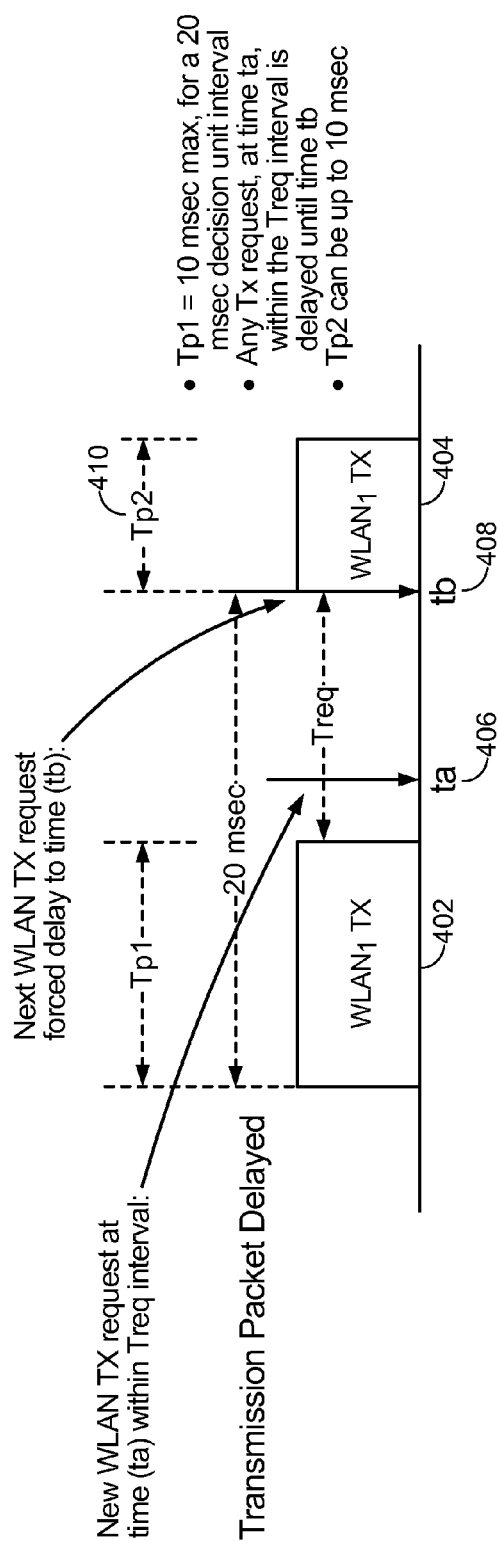 New WLAN TX request at
time (ta) within Treq interval:
Next WLAN TX request
forced delay to time (tb):
Transmission Packet Delayed
Tp1
20 msec
Treq
Tp2
410
WLAN1 TX
402
WLAN1 TX
404
ta
406
tb
408
• Tp1 = 10 msec max, for a 20
msec decision unit interval
• Any Tx request, at time ta,
within the Treq interval is
delayed until time tb
• Tp2 can be up to 10 msec